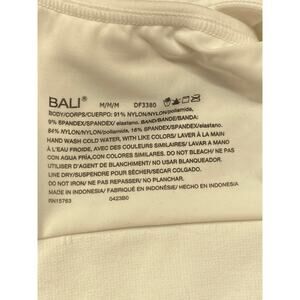 BALI® M/M/M DF3380
BODY/CORPS/CUERPO: 91% NYLON/NYLON/poliamida,
9% SPANDEX/SPANDEX/ elastano. BAND/BANDE/BANDA:
84% NYLON/NYLON/poliamida, 16% SPANDEX/SPANDEX/ elastano.
HAND WASH COLD WATER, WITH LIKE COLORS/ LAVER À LA MAIN
À L'EAU FROIDE, AVEC DES COULEURS SIMILAIRES/ LAVAR A MANO
CON AGUA FRÍA,CON COLORES SIMILARES. DO NOT BLEACH/ NE PAS
UTILISER D'AGENT DE BLANCHIMENT/ NO USAR BLANQUEADOR.
LINE DRY/SUSPENDRE POUR SÉCHER/SECAR COLGADO.
DO NOT IRON/ NE PAS REPASSER/ NO PLANCHAR.
MADE IN INDONESIA/ FABRIQUÉ EN INDONÉSIE/ HECHO EN INDONESIA
RN15763 0423B0